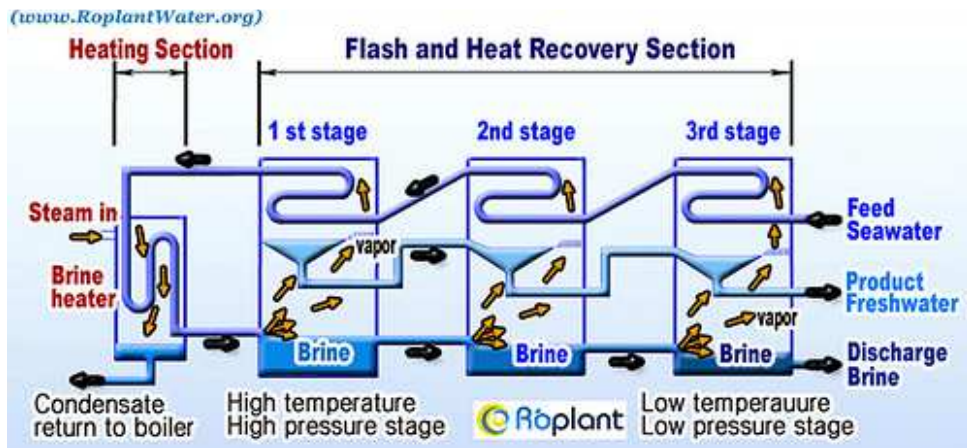 (www.RoplantWater.org)
Heating Section
Flash and Heat Recovery Section
1 st stage
2nd stage
3rd stage
Steam in
Feed
Seawater
vapor
Brine
heater
Product
Freshwater
vapor
Brine
Brine
Brine
Discharge
Brine
Condensate
return to boiler
High temperature
High pressure stage
Röplant
Low temperauure
Low pressure stage